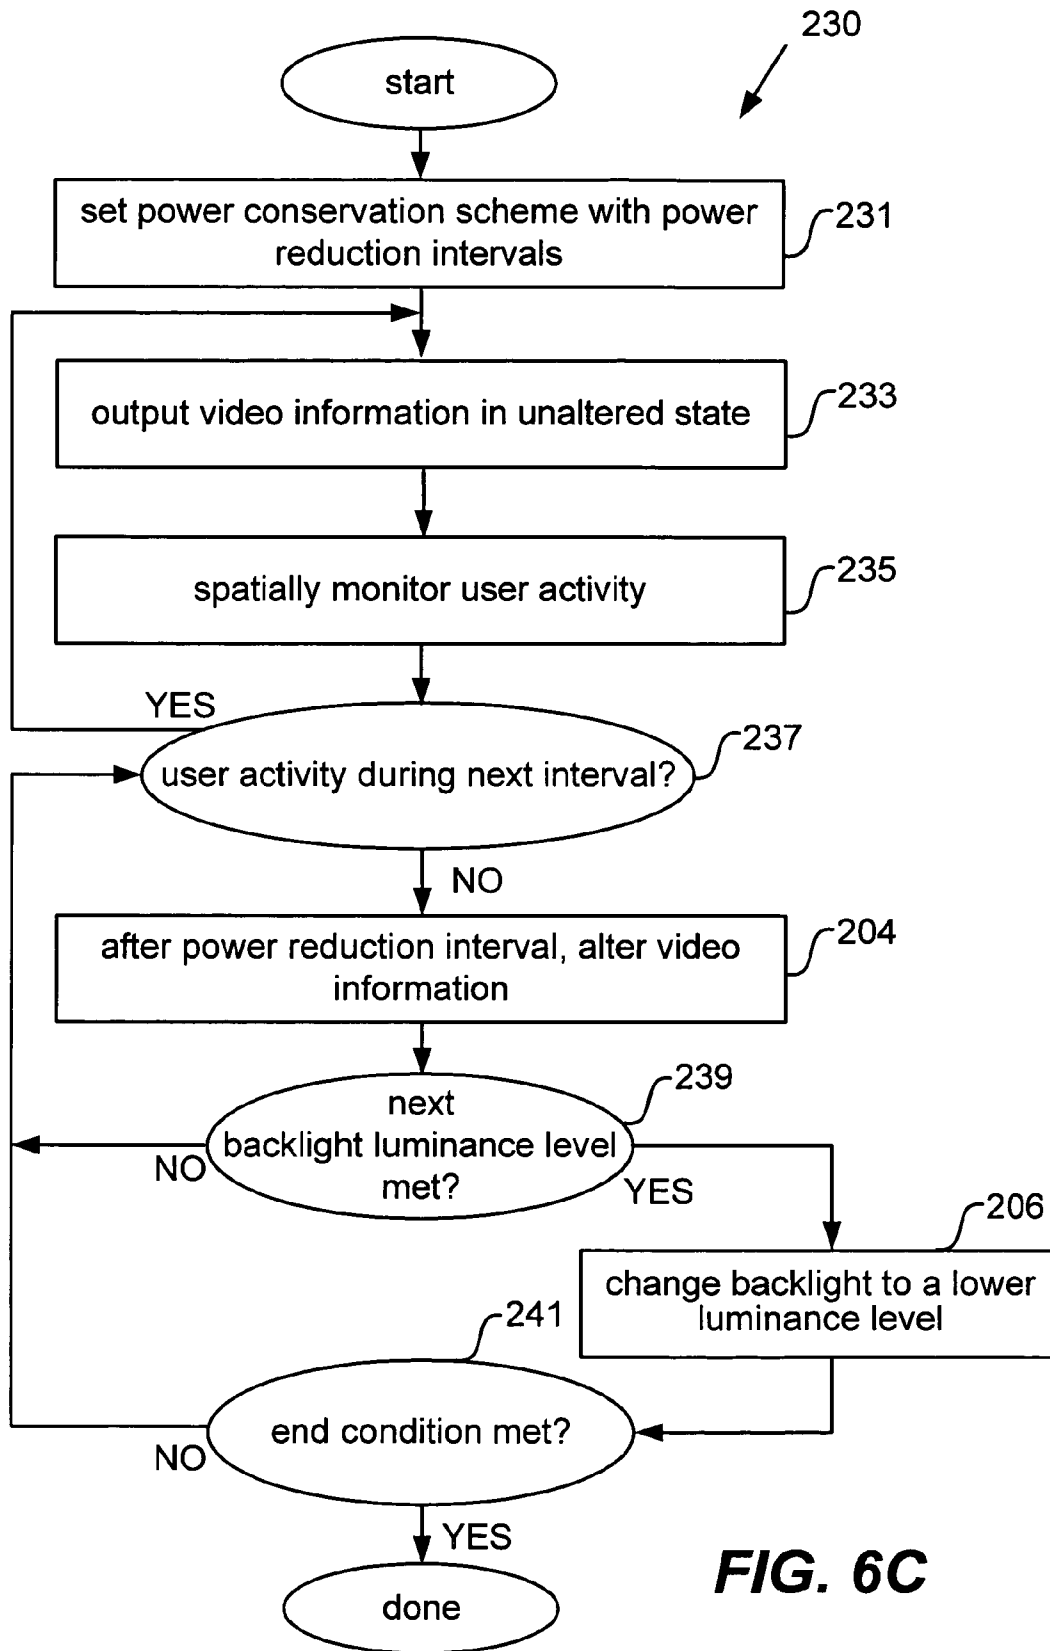 230
start
set power conservation scheme with power
reduction intervals
231
output video information in unaltered state
233
spatially monitor user activity
235
YES
user activity during next interval?
237
NO
after power reduction interval, alter video
information
204
next
backlight luminance level
met?
239
NO
YES
206
change backlight to a lower
luminance level
241
end condition met?
NO
YES
done
FIG. 6C